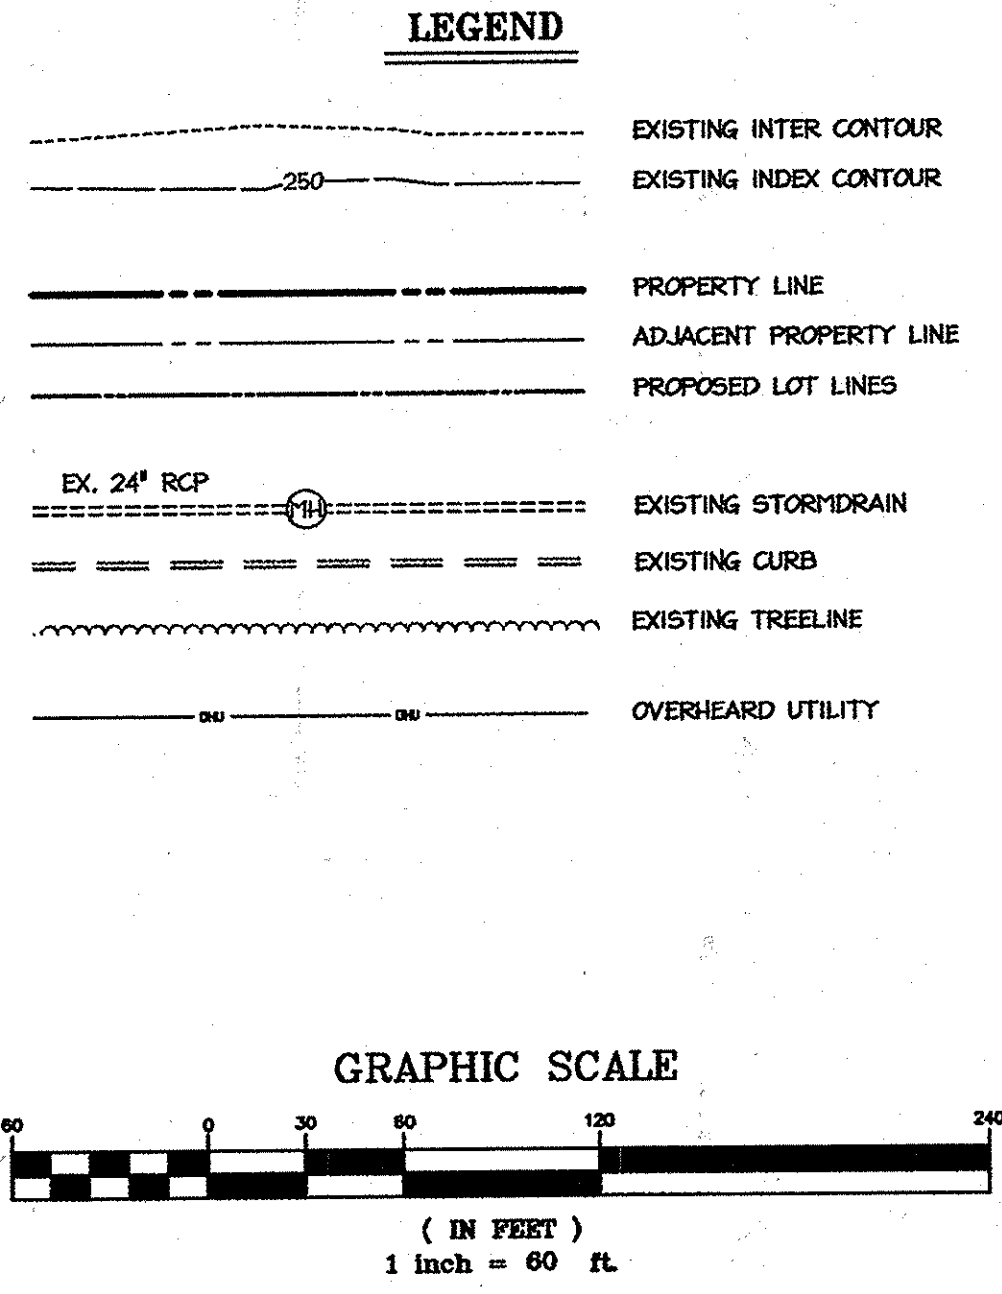 LEGEND
EXISTING INTER CONTOUR
250
EXISTING INDEX CONTOUR
PROPERTY LINE
ADJACENT PROPERTY LINE
PROPOSED LOT LINES
EX. 24" RCP
MH
EXISTING STORMDRAIN
EXISTING CURB
EXISTING TREELINE
OHU OHU
OVERHEARD UTILITY
GRAPHIC SCALE
60 0 30 60 120 240
( IN FEET )
1 inch = 60 ft.